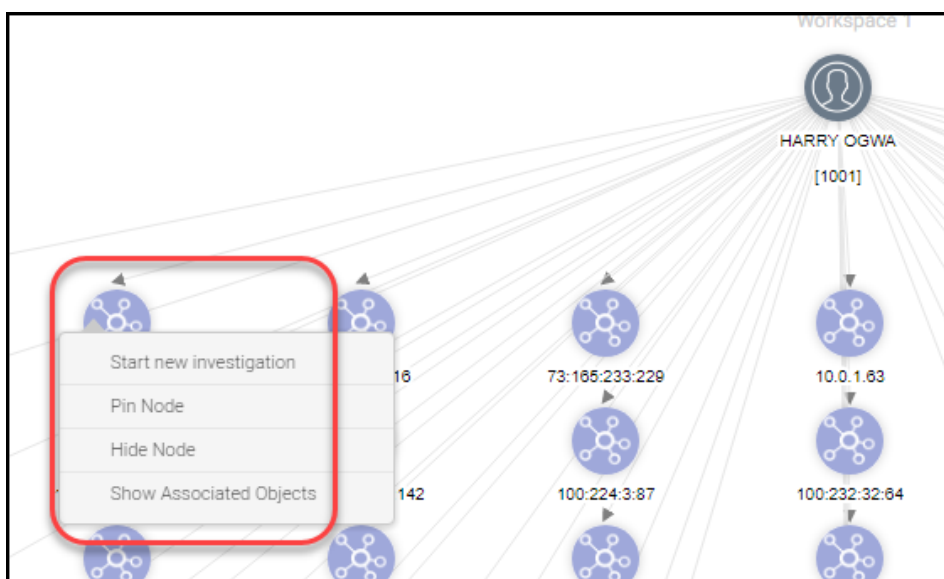 Workspace 1
HARRY OGWA
[1001]
Start new investigation
16
73:165:233:229
10.0.1.63
Pin Node
Hide Node
Show Associated Objects
142
100:224:3:87
100:232:32:64